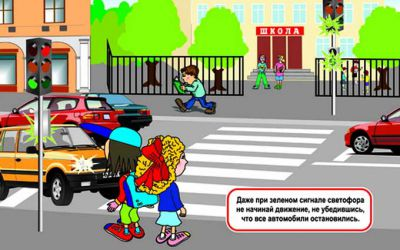 ШКОЛА
Даже при зеленом сигнале светофора
не начинай движение, не убедившись,
что все автомобили остановились.